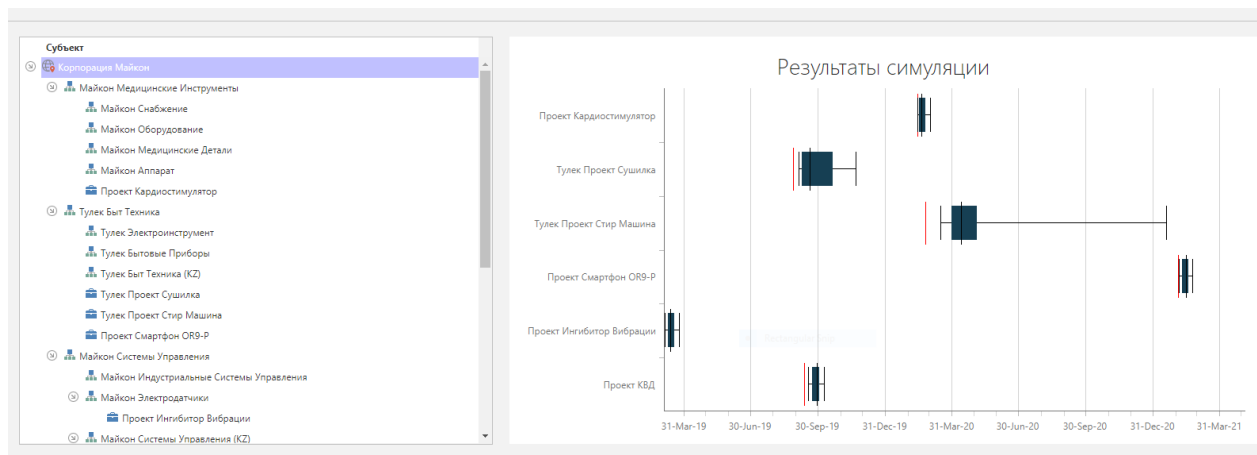 Субъект
Корпорация Майкон
Майкон Медицинские Инструменты
Майкон Снабжение
Майкон Оборудование
Майкон Медицинские Детали
Майкон Аппарат
Проект Кардиостимулятор
Тулек Быт Техника
Тулек Электроинструмент
Тулек Бытовые Приборы
Тулек Быт Техника (KZ)
Тулек Проект Сушилка
Тулек Проект Стир Машина
Проект Смартфон OR9-P
Майкон Системы Управления
Майкон Индустриальные Системы Управления
Майкон Электродатчики
Проект Ингибитор Вибрации
Майкон Системы Управления (KZ)
Результаты симуляции
Проект Кардиостимулятор
Тулек Проект Сушилка
Тулек Проект Стир Машина
Проект Смартфон OR9-P
Проект Ингибитор Вибрации
Проект КВД
31-Mar-19 30-Jun-19 30-Sep-19 31-Dec-19 31-Mar-20 30-Jun-20 30-Sep-20 31-Dec-20 31-Mar-21